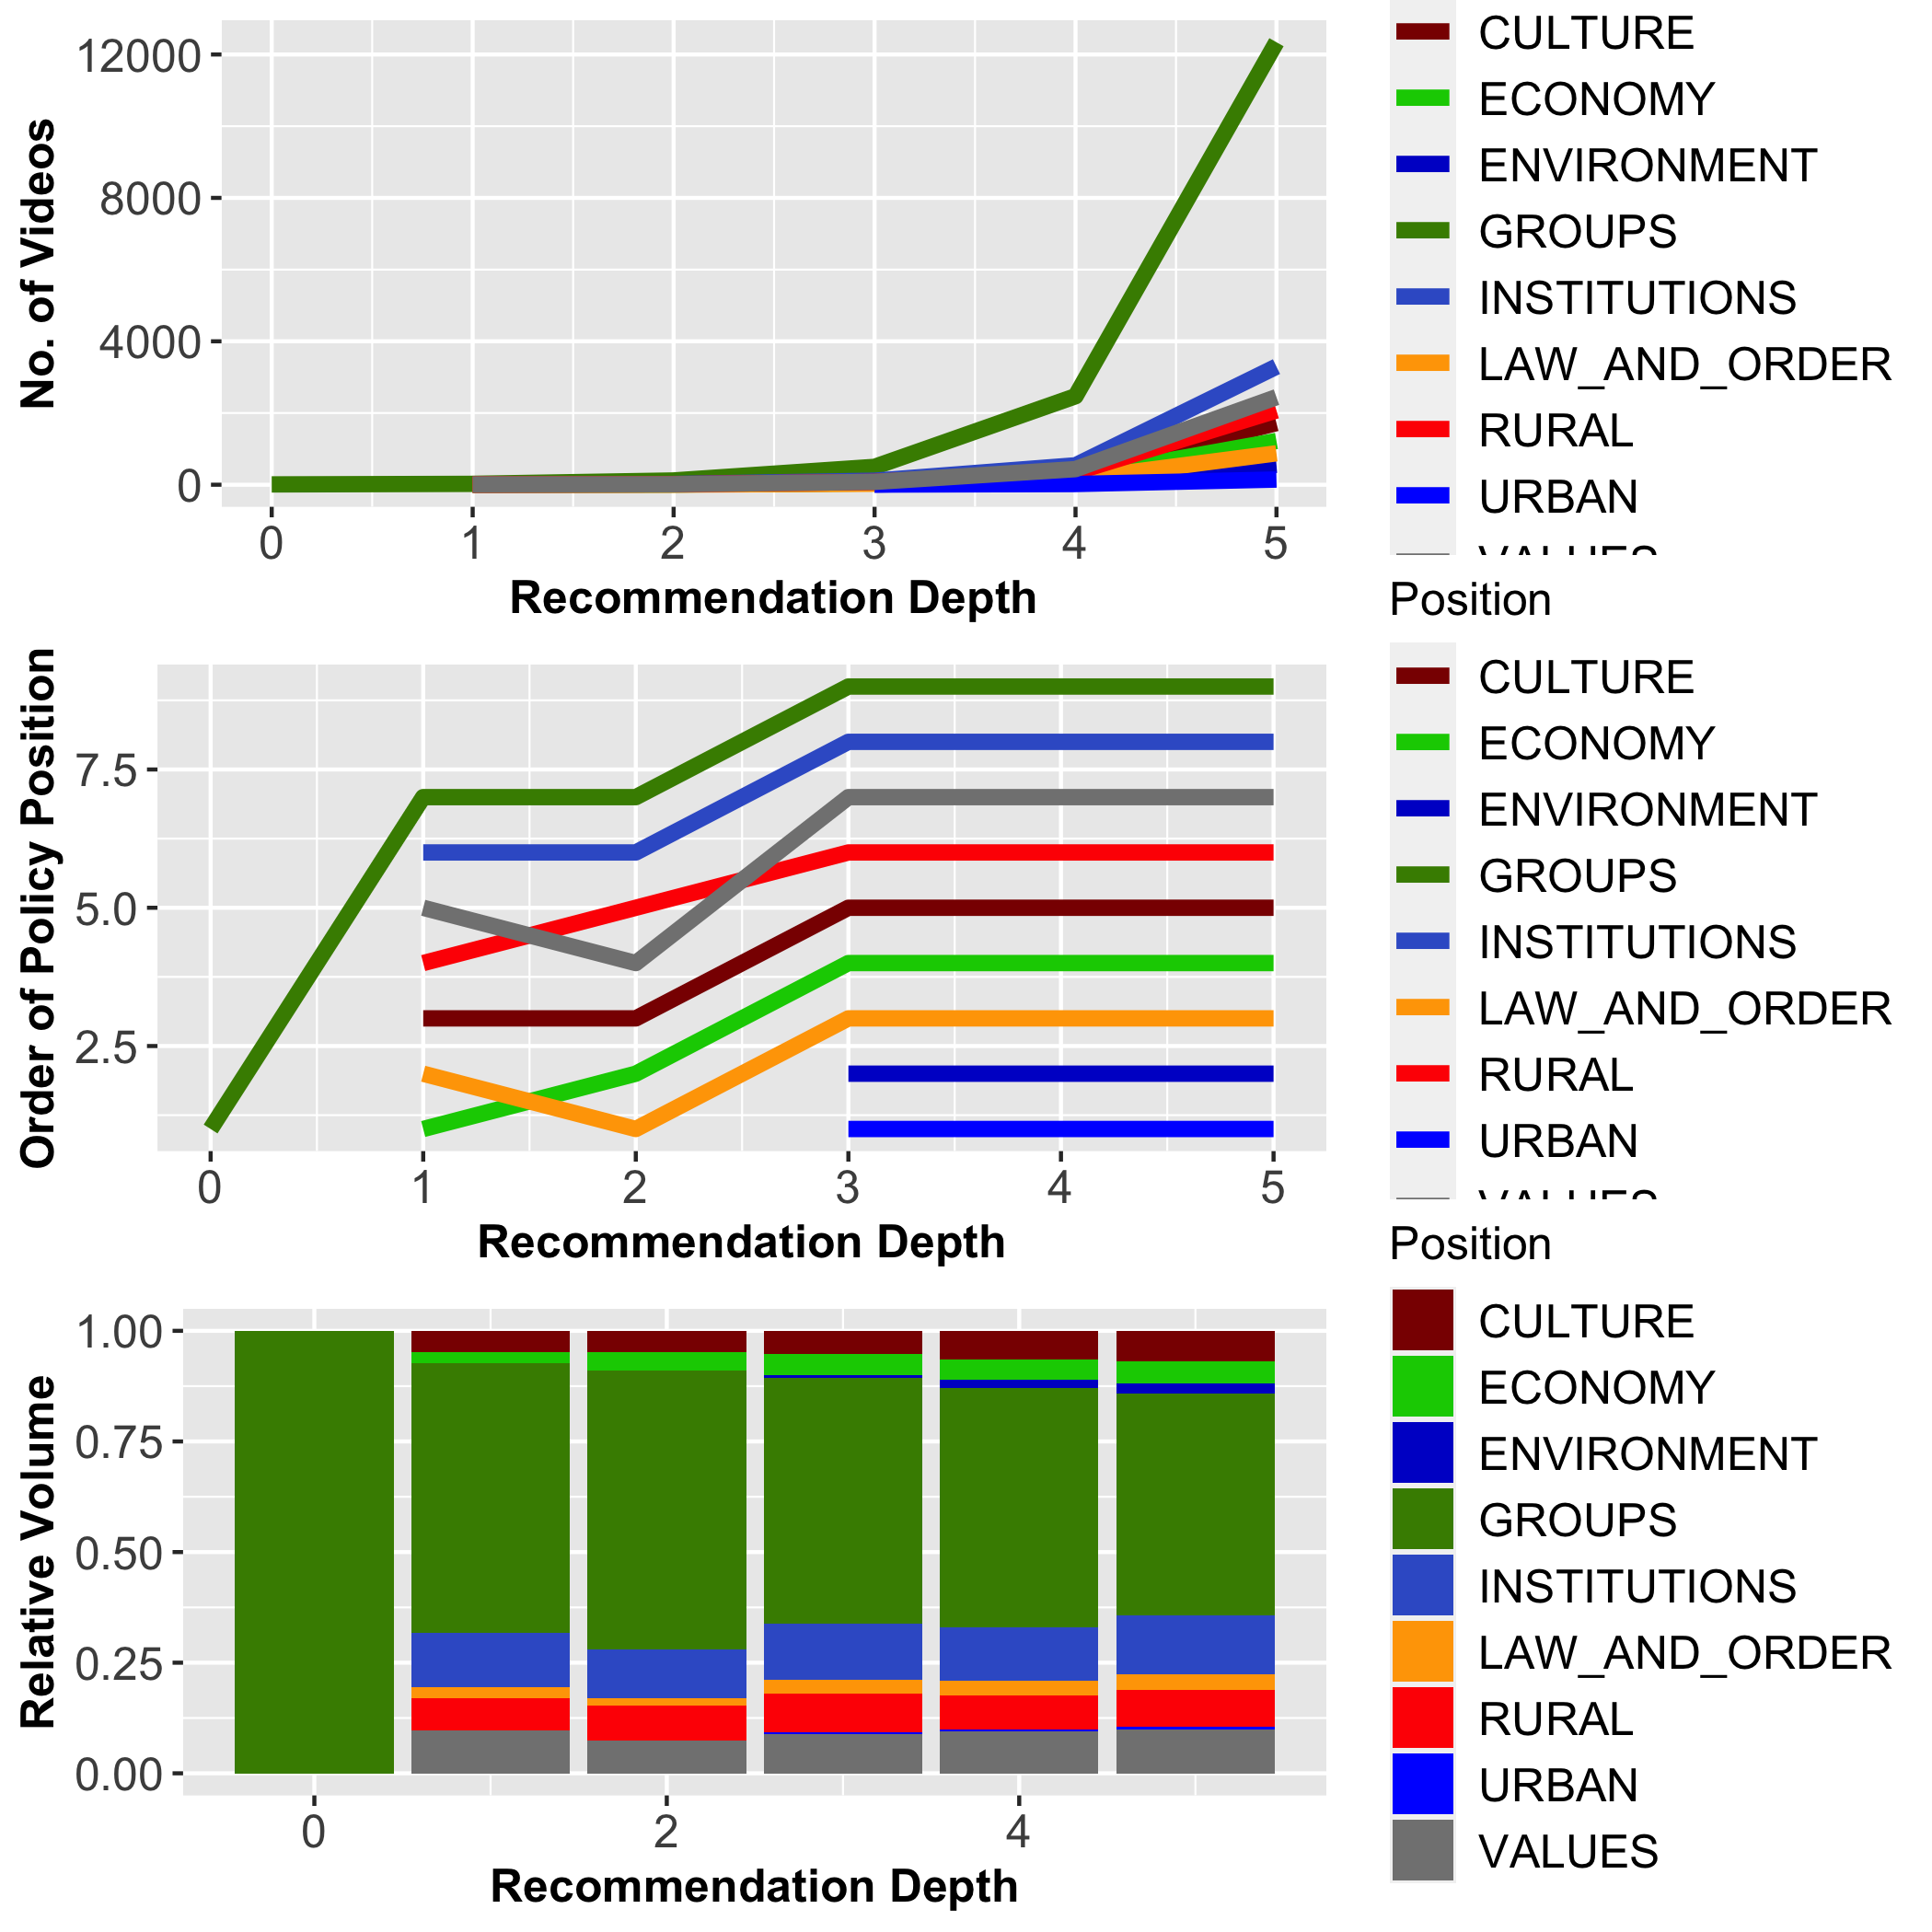 No. of Videos
12000
8000
4000
0
0 1 2 3 4 5
Recommendation Depth
CULTURE
ECONOMY
ENVIRONMENT
GROUPS
INSTITUTIONS
LAW_AND_ORDER
RURAL
URBAN
VALUES
Order of Policy Position
7.5
5.0
2.5
0 1 2 3 4 5
Recommendation Depth
Position
CULTURE
ECONOMY
ENVIRONMENT
GROUPS
INSTITUTIONS
LAW_AND_ORDER
RURAL
URBAN
VALUES
Relative Volume
1.00
0.75
0.50
0.25
0.00
0 2 4
Recommendation Depth
Position
CULTURE
ECONOMY
ENVIRONMENT
GROUPS
INSTITUTIONS
LAW_AND_ORDER
RURAL
URBAN
VALUES